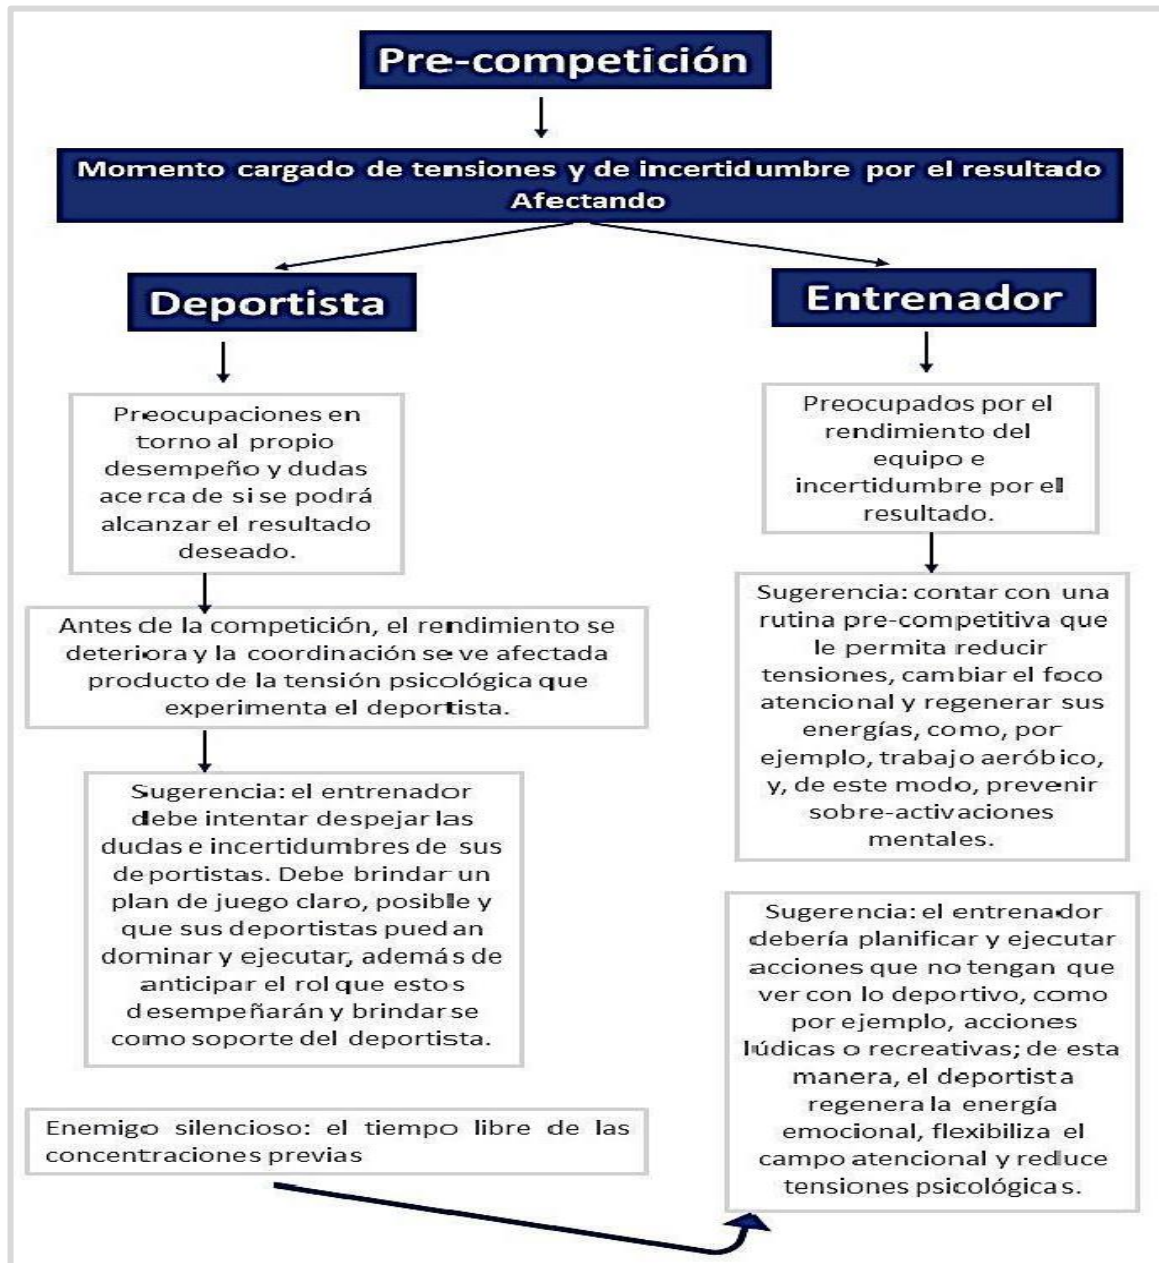 Pre-competición
Momento cargado de tensiones y de incertidumbre por el resultado
Afectando
Deportista
Preocupaciones en
torno al propio
desempeño y dudas
acerca de si se podrá
alcanzar el resultado
deseado.
Antes de la competición, el rendimiento se
deteriora y la coordinación se ve afectada
producto de la tensión psicológica que
experimenta el deportista.
Sugerencia: el entrenador
debe intentar despejar las
dudas e incertidumbres de sus
deportistas. Debe brindar un
plan de juego claro, posible y
que sus deportistas puedan
dominar y ejecutar, además de
anticipar el rol que estos
desempeñarán y brindarse
como soporte del deportista.
Enemigo silencioso: el tiempo libre de las
concentraciones previas
Entrenador
Preocupados por el
rendimiento del
equipo e
incertidumbre por el
resultado.
Sugerencia: contar con una
rutina pre-competitiva que
le permita reducir
tensiones, cambiar el foco
atencional y regenerar sus
energías, como, por
ejemplo, trabajo aeróbico,
y, de este modo, prevenir
sobre-activaciones
mentales.
Sugerencia: el entrenador
debería planificar y ejecutar
acciones que no tengan que
ver con lo deportivo, como
por ejemplo, acciones
lúdicas o recreativas; de esta
manera, el deportista
regenera la energía
emocional, flexibiliza el
campo atencional y reduce
tensiones psicológicas.